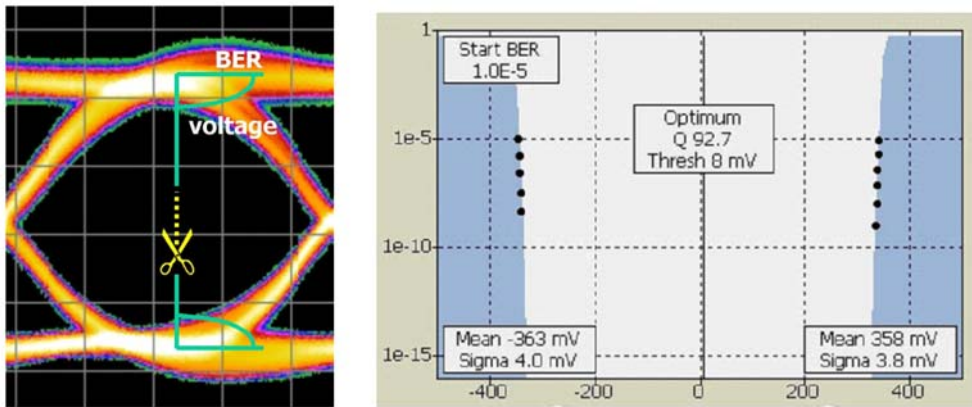 BER
voltage
1
1e-5
1e-10
1e-15
Start BER
1.0E-5
Optimum
Q 92.7
Thresh 8 mV
Mean -363 mV
Sigma 4.0 mV
Mean 358 mV
Sigma 3.8 mV
-400 -200 0 200 400